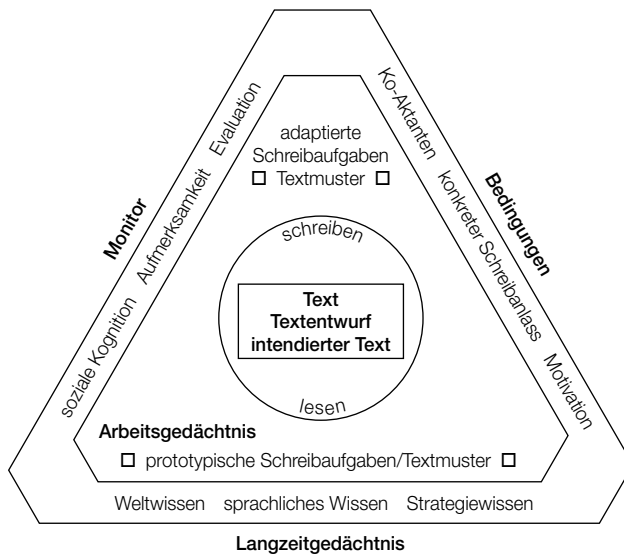 Monitor
soziale Kognition Aufmerksamkeit Evaluation
Ko-Aktanten konkreter Schreibanlass Motivation
Bedingungen
adaptierte
Schreibaufgaben
Textmuster
schreiben
Text
Textentwurf
intendierter Text
lesen
Arbeitsgedächtnis
prototypische Schreibaufgaben/Textmuster
Weltwissen sprachliches Wissen Strategiewissen
Langzeitgedächtnis